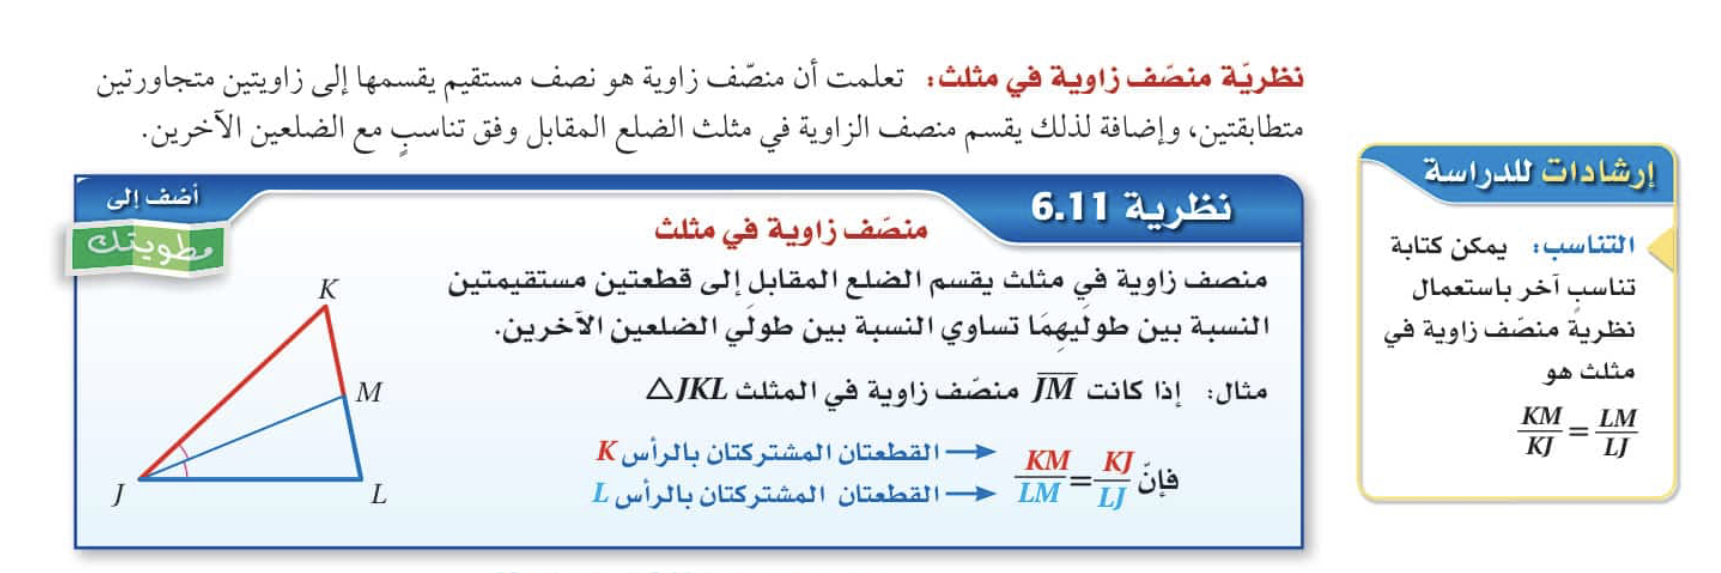 نظريّة منصّف زاوية في مثلث: تعلمت أن منصّف زاوية هو نصف مستقيم يقسمها إلى زاويتين متجاورتين
متطابقتين، وإضافة لذلك يقسم منصف الزاوية في مثلث الضلع المقابل وفق تناسبٍ مع الضلعين الآخرين.
نظرية 6.11
أضف إلى
مطويتك
منصّف زاوية في مثلث
منصف زاوية في مثلث يقسم الضلع المقابل إلى قطعتين مستقيمتين
النسبة بين طولَيهِمَا تساوي النسبة بين طولَي الضلعين الآخرين.
مثال: إذا كانت JM منصّف زاوية في المثلث △JKL
فإنّ KM/LM = KJ/LJ
القطعتان المشتركتان بالرأس K
القطعتان المشتركتان بالرأس L
K
M
J
L
إرشادات للدراسة
التناسب: يمكن كتابة
تناسبٍ آخر باستعمال
نظرية منصّف زاوية في
مثلث هو
KM/KJ = LM/LJ